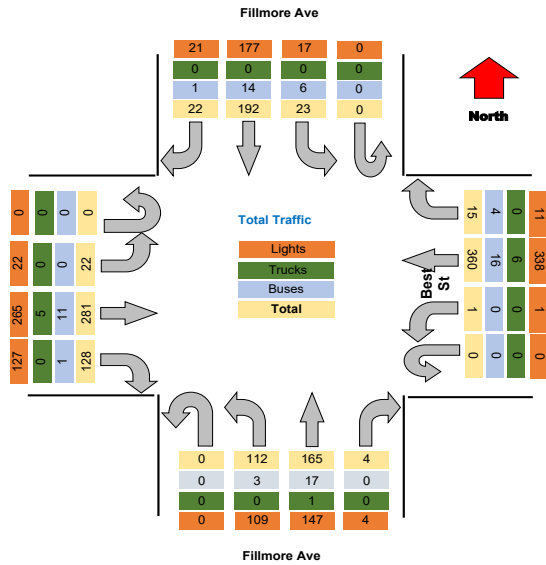 Fillmore Ave
21 177 17 0
0 0 0 0
1 14 6 0
22 192 23 0
North
0 0 0 0
22 0 0 22
265 5 11 281
127 0 1 128
Total Traffic
Lights
Trucks
Buses
Total
Best
St
15 4 0 11
360 16 6 338
1 0 0 1
0 0 0 0
0 112 165 4
0 3 17 0
0 0 1 0
0 109 147 4
Fillmore Ave